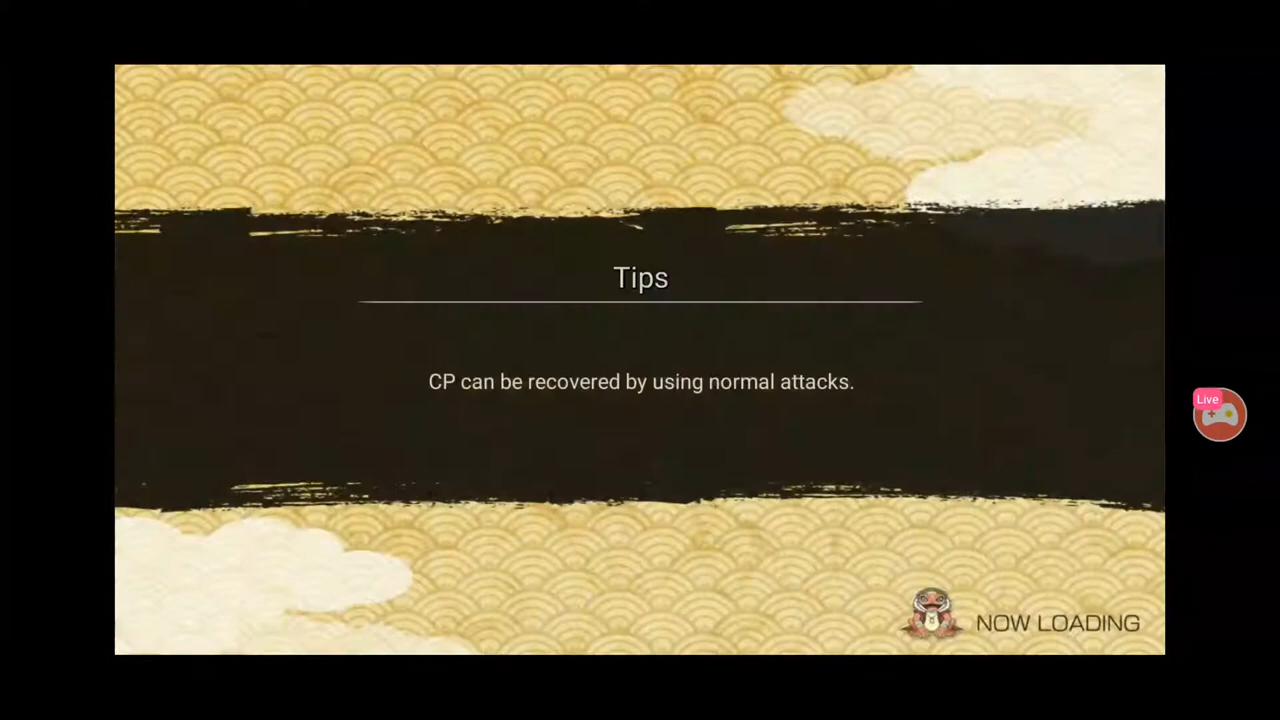 Tips
CP can be recovered by using normal attacks.
Live
NOW LOADING